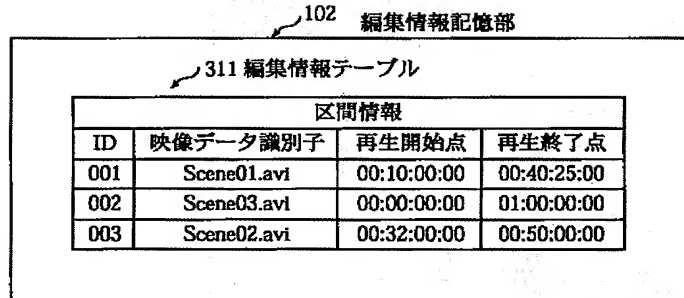 102 編集情報記憶部
311 編集情報テーブル
区間情報
ID 映像データ識別子 再生開始点 再生終了点
001 Scene01.avi 00:10:00:00 00:40:25:00
002 Scene03.avi 00:00:00:00 01:00:00:00
003 Scene02.avi 00:32:00:00 00:50:00:00